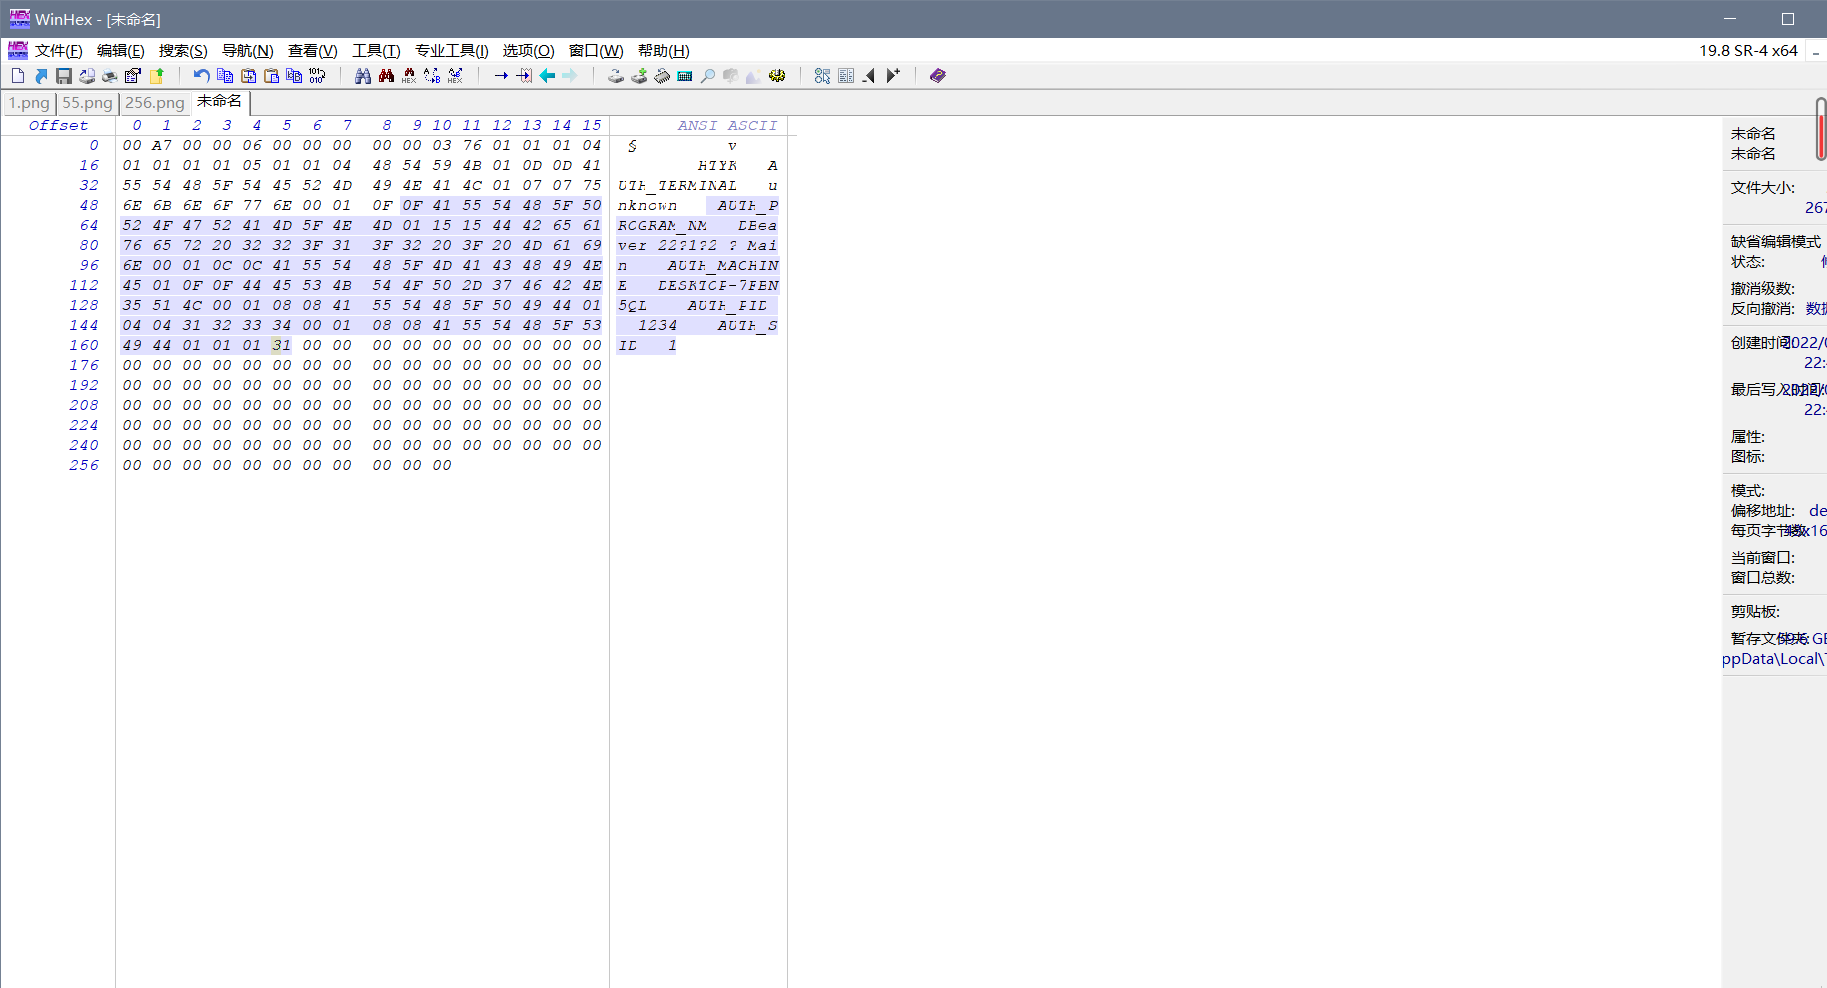 WinHex - [未命名]
文件(F) 编辑(E) 搜索(S) 导航(N) 查看(V) 工具(T) 专业工具(I) 选项(O) 窗口(W) 帮助(H) 19.8 SR-4 x64
1.png 55.png 256.png 未命名
Offset 0 1 2 3 4 5 6 7 8 9 10 11 12 13 14 15 ANSI ASCII
0 00 A7 00 00 06 00 00 00 00 00 03 76 01 01 01 04 § v
16 01 01 01 01 05 01 01 04 48 54 59 4B 01 0D 0D 41 HTYK A
32 55 54 48 5F 54 45 52 4D 49 4E 41 4C 01 07 07 75 UTH_TERMINAL u
48 6E 6B 6E 6F 77 6E 00 01 0F 0F 41 55 54 48 5F 50 nknown AUTH_P
64 52 4F 47 52 41 4D 5F 4E 4D 01 15 15 44 42 65 61 ROGRAM_NM DBea
80 76 65 72 20 32 32 3F 31 3F 32 20 3F 20 4D 61 69 ver 22?1?2 ? Mai
96 6E 00 01 0C 0C 41 55 54 48 5F 4D 41 43 48 49 4E n AUTH_MACHIN
112 45 01 0F 0F 44 45 53 4B 54 4F 50 2D 37 46 42 4E E DESKTOP-7FBN
128 35 51 4C 00 01 08 08 41 55 54 48 5F 50 49 44 01 5QL AUTH_PID
144 04 04 31 32 33 34 00 01 08 08 41 55 54 48 5F 53 1234 AUTH_S
160 49 44 01 01 01 31 00 00 00 00 00 00 00 00 00 00 ID 1
176 00 00 00 00 00 00 00 00 00 00 00 00 00 00 00 00
192 00 00 00 00 00 00 00 00 00 00 00 00 00 00 00 00
208 00 00 00 00 00 00 00 00 00 00 00 00 00 00 00 00
224 00 00 00 00 00 00 00 00 00 00 00 00 00 00 00 00
240 00 00 00 00 00 00 00 00 00 00 00 00 00 00 00 00
256 00 00 00 00 00 00 00 00 00 00 00
未命名
未命名
文件大小:
267
缺省编辑模式
状态:
撤消级数:
反向撤消: 数据
创建时间: 2022/0
22:
最后写入时间: 2022/0
22:
属性:
图标:
模式:
偏移地址: de
每页字节数: x16
当前窗口:
窗口总数:
剪贴板:
暂存文件夹: GB
ppData\Local\T